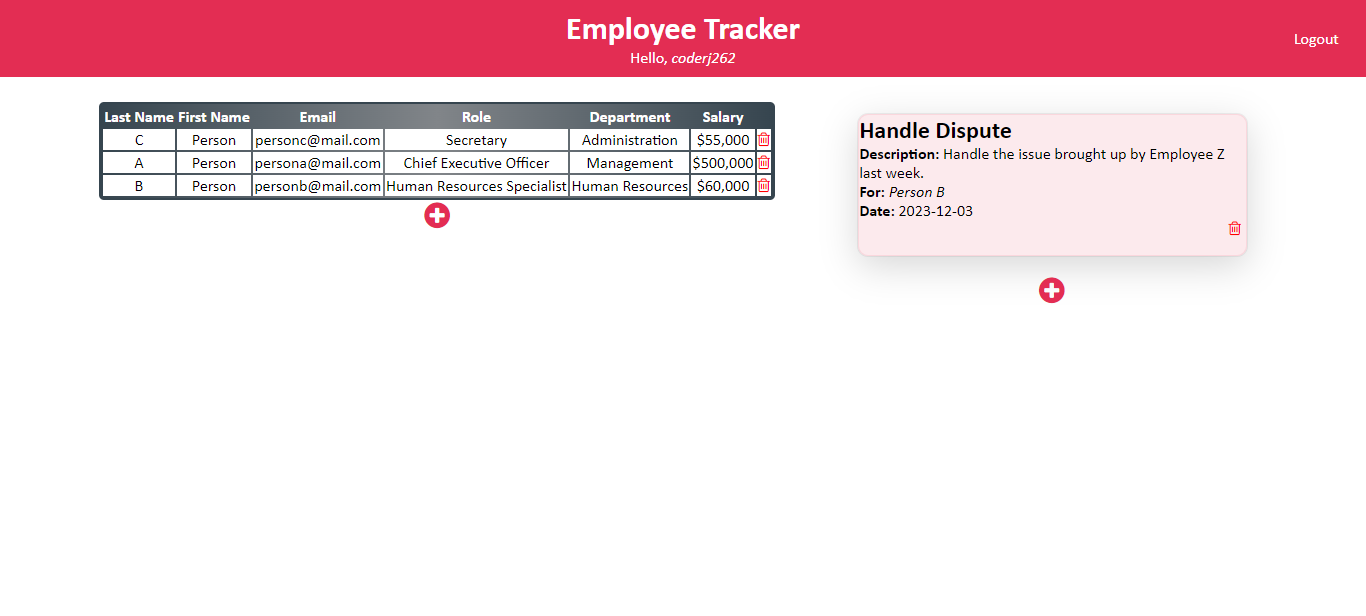 Employee Tracker
Hello, coderj262
Logout
Last Name First Name Email Role Department Salary
C Person personc@mail.com Secretary Administration $55,000
A Person persona@mail.com Chief Executive Officer Management $500,000
B Person personb@mail.com Human Resources Specialist Human Resources $60,000
Handle Dispute
Description: Handle the issue brought up by Employee Z
last week.
For: Person B
Date: 2023-12-03